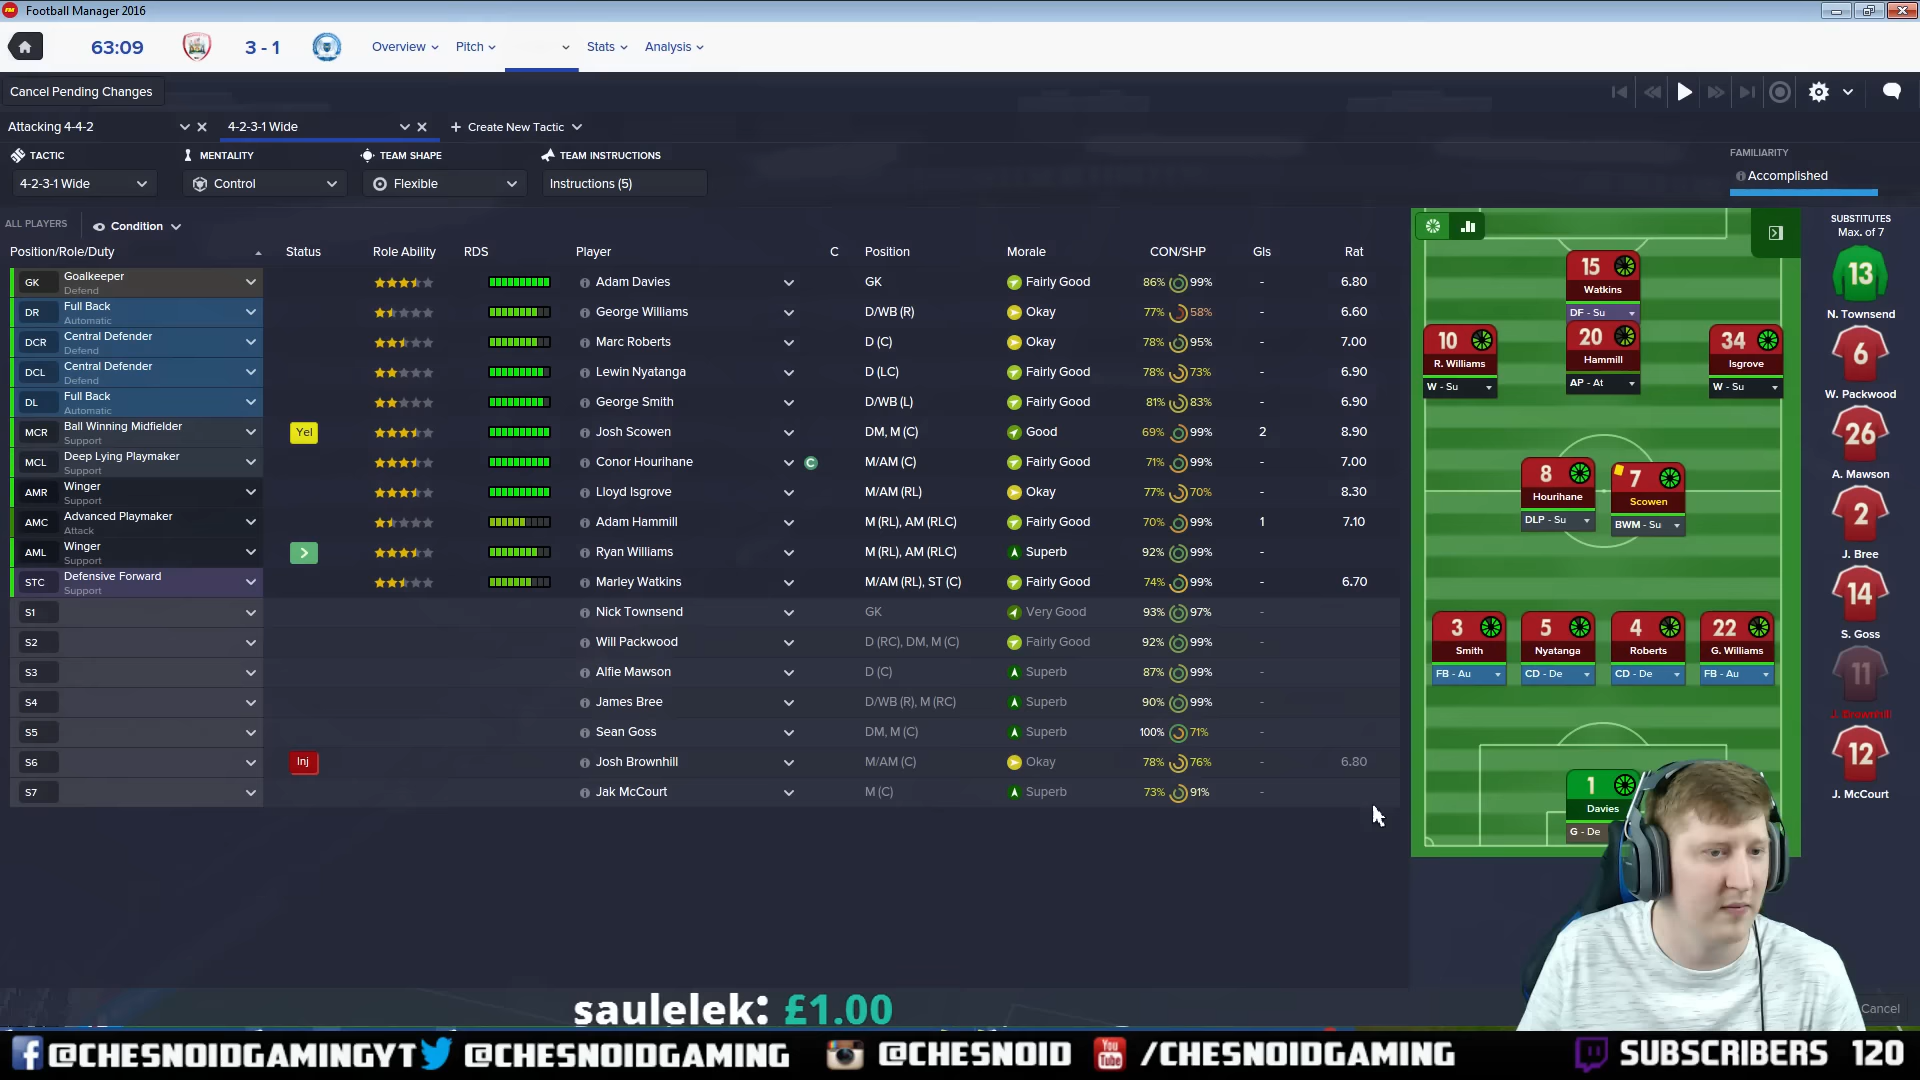 Football Manager 2016
63:09 3 - 1 Overview Pitch Stats Analysis
Cancel Pending Changes
Attacking 4-4-2 4-2-3-1 Wide Create New Tactic
TACTIC MENTALITY TEAM SHAPE TEAM INSTRUCTIONS
4-2-3-1 Wide Control Flexible Instructions (5)
FAMILIARITY
Accomplished
ALL PLAYERS Condition
Position/Role/Duty Status Role Ability RDS Player C Position Morale CON/SHP Gls Rat
GK Goalkeeper Defend Adam Davies GK Fairly Good 86% 99% - 6.80
DR Full Back Automatic George Williams D/WB (R) Okay 77% 58% - 6.60
DCR Central Defender Defend Marc Roberts D (C) Okay 78% 95% - 7.00
DCL Central Defender Defend Lewin Nyatanga D (LC) Fairly Good 78% 73% - 6.90
DL Full Back Automatic George Smith D/WB (L) Fairly Good 81% 83% - 6.90
MCR Ball Winning Midfielder Support Yel Josh Scowen DM, M (C) Good 69% 99% 2 8.90
MCL Deep Lying Playmaker Support Conor Hourihane C M/AM (C) Fairly Good 71% 99% - 7.00
AMR Winger Support Lloyd Isgrove M/AM (RL) Okay 77% 70% - 8.30
AMC Advanced Playmaker Attack Adam Hammill M (RL), AM (RLC) Fairly Good 70% 99% 1 7.10
AML Winger Support Ryan Williams M (RL), AM (RLC) Superb 92% 99% -
STC Defensive Forward Support Marley Watkins M/AM (RL), ST (C) Fairly Good 74% 99% - 6.70
S1 Nick Townsend GK Very Good 93% 97% -
S2 Will Packwood D (RC), DM, M (C) Fairly Good 92% 99% -
S3 Alfie Mawson D (C) Superb 87% 99% -
S4 James Bree D/WB (R), M (RC) Superb 90% 99% -
S5 Sean Goss DM, M (C) Superb 100% 71% -
S6 Inj Josh Brownhill M/AM (C) Okay 78% 76% - 6.80
S7 Jak McCourt M (C) Superb 73% 91% -
15
Watkins
DF - Su
10 20 34
R. Williams Hammill Isgrove
W - Su AP - At W - Su
8 7
Hourihane Scowen
DLP - Su BWM - Su
3 5 4 22
Smith Nyatanga Roberts G. Williams
FB - Au CD - De CD - De FB - Au
1
Davies
G - De
SUBSTITUTES
Max. of 7
13
N. Townsend
6
W. Packwood
26
A. Mawson
2
J. Bree
14
S. Goss
11
J. Brownhill
12
J. McCourt
Cancel
saulelek: £1.00
@CHESNOIDGAMINGYT @CHESNOIDGAMING @CHESNOID You Tube /CHESNOIDGAMING SUBSCRIBERS 120